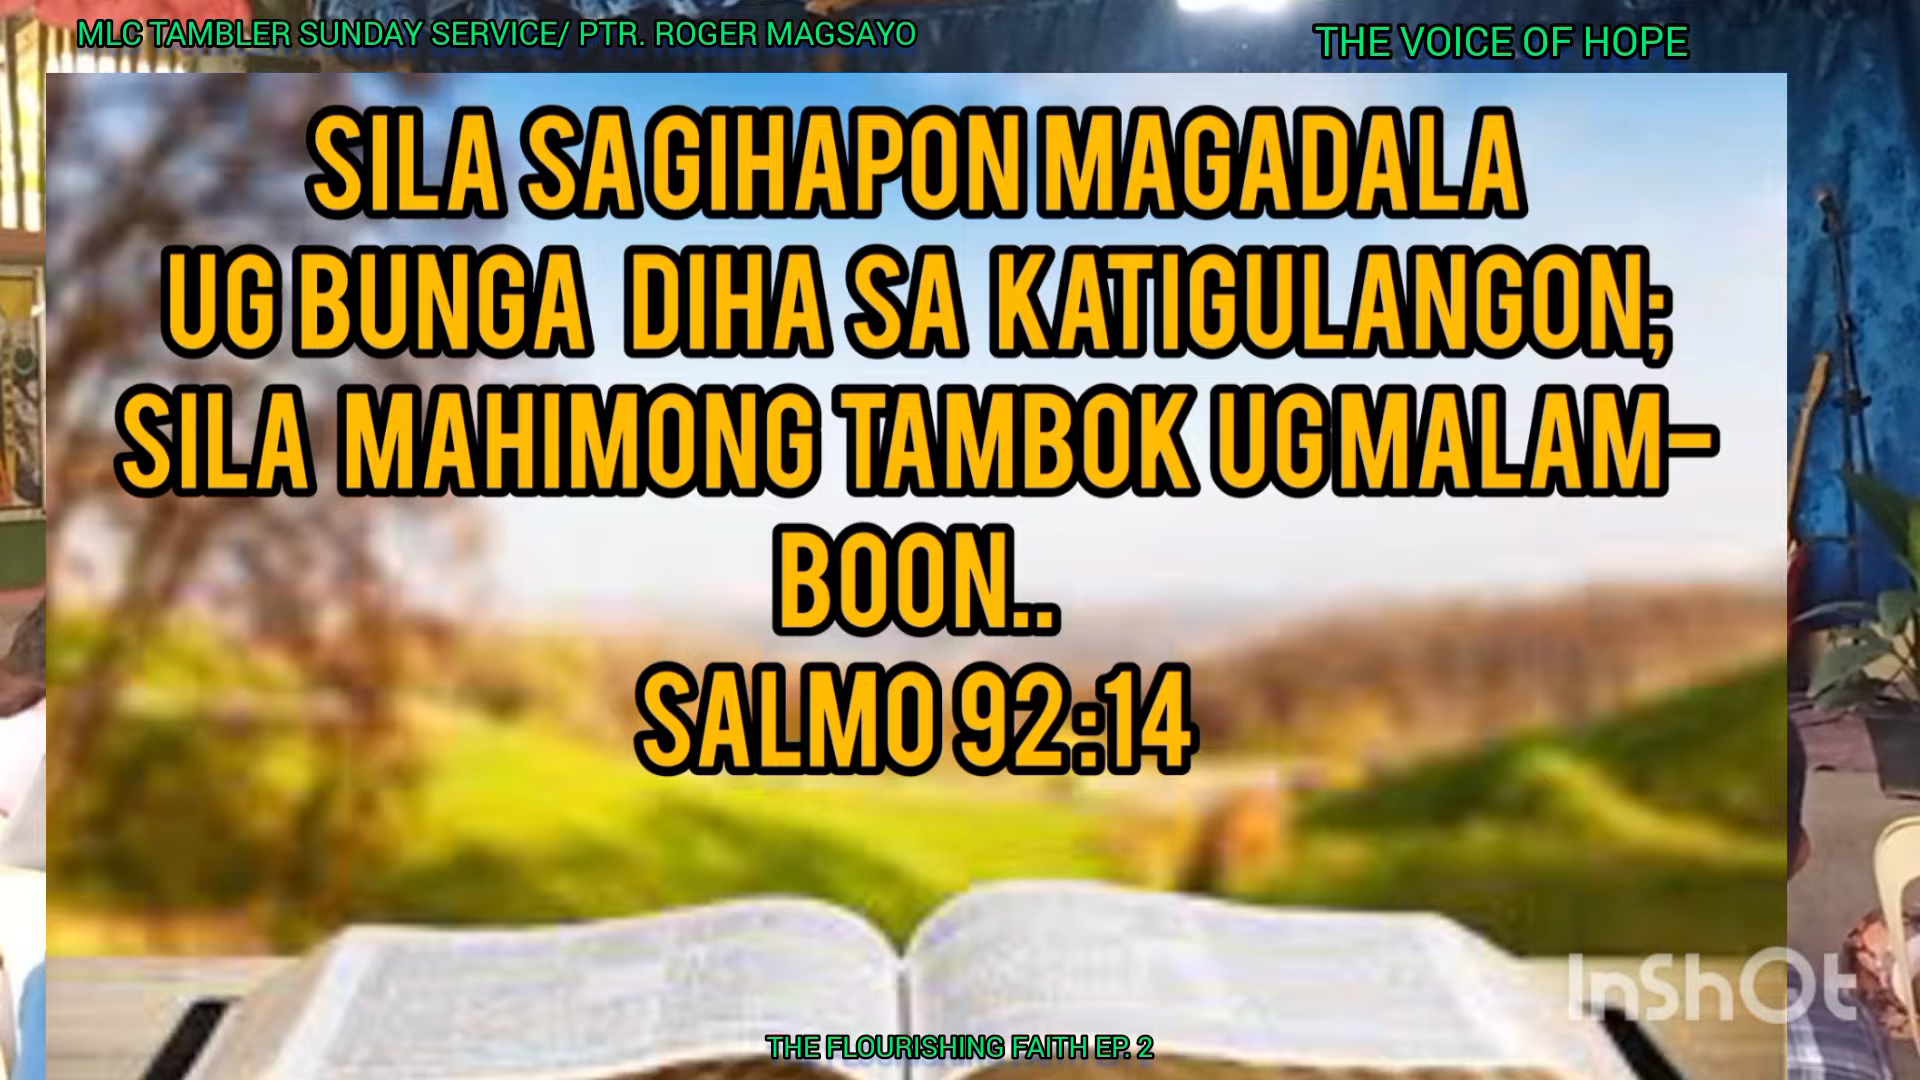 MLC TAMBLER SUNDAY SERVICE/ PTR. ROGER MAGSAYO
THE VOICE OF HOPE
SILA SA GIHAPON MAGADALA
UG BUNGA DIHA SA KATIGULANGON;
SILA MAHIMONG TAMBOK UG MALAM-
BOON..
SALMO 92:14
InShOt
THE FLOURISHING FAITH EP. 2